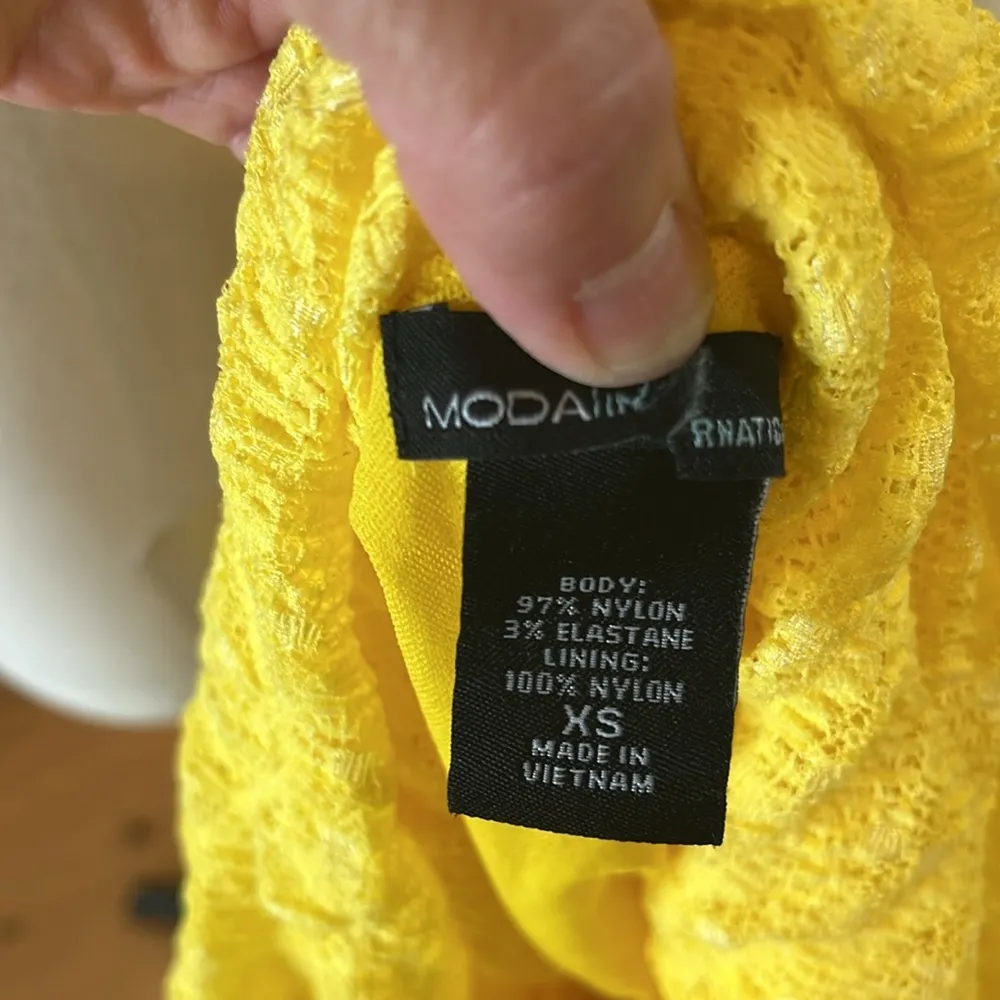 MODA
RNATIO
BODY:
97% NYLON
3% ELASTANE
LINING:
100% NYLON
XS
MADE IN
VIETNAM